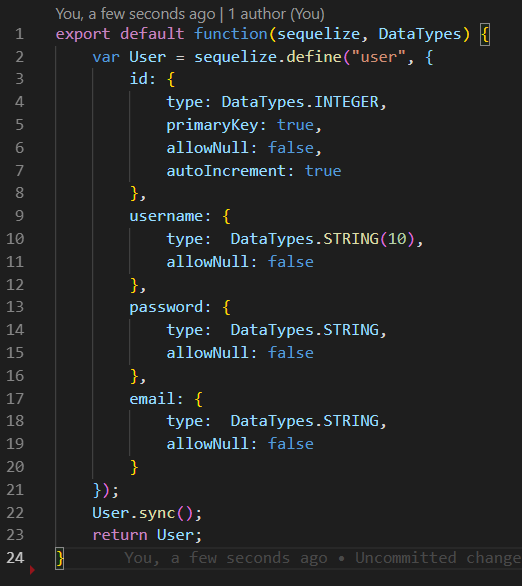 You, a few seconds ago | 1 author (You)
1 export default function(sequelize, DataTypes) {
2     var User = sequelize.define("user", {
3         id: {
4             type: DataTypes.INTEGER,
5             primaryKey: true,
6             allowNull: false,
7             autoIncrement: true
8         },
9         username: {
10             type:  DataTypes.STRING(10),
11             allowNull: false
12         },
13         password: {
14             type:  DataTypes.STRING,
15             allowNull: false
16         },
17         email: {
18             type:  DataTypes.STRING,
19             allowNull: false
20         }
21     });
22     User.sync();
23     return User;
24 }     You, a few seconds ago • Uncommitted change